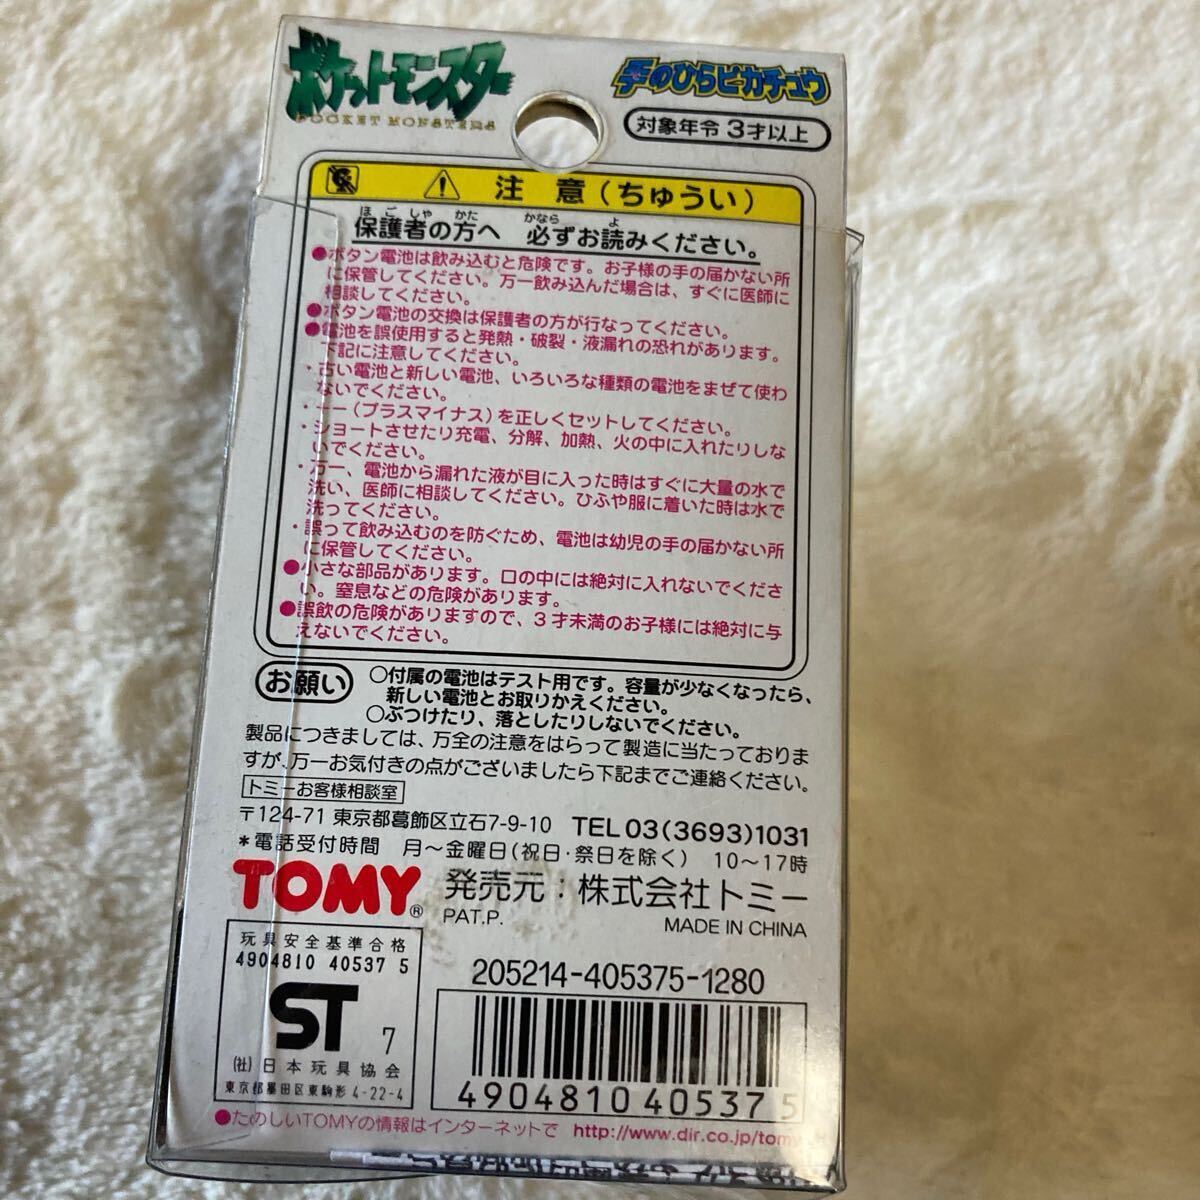 ポケットモンスター
POCKET MONSTERS
手のひらピカチュウ
対象年令 3才以上
注 意 (ちゅうい)
保護者の方へ 必ずお読みください。
●ボタン電池は飲み込むと危険です。お子様の手の届かない所
に保管してください。万一飲み込んだ場合は、すぐに医師に
相談してください。
●ボタン電池の交換は保護者の方が行なってください。
●電池を誤使用すると発熱・破裂・液漏れの恐れがあります。
下記に注意してください。
・古い電池と新しい電池、いろいろな種類の電池をまぜて使わ
ないでください。
(プラスマイナス)を正しくセットしてください。
・ショートさせたり充電、分解、加熱、火の中に入れたりしな
いでください。
・万一、電池から漏れた液が目に入った時はすぐに大量の水で
洗い、医師に相談してください。ひふや服に着いた時は水で
洗ってください。
・誤って飲み込むのを防ぐため、電池は幼児の手の届かない所
に保管してください。
●小さな部品があります。口の中には絶対に入れないでくださ
い。窒息などの危険があります。
●誤飲の危険がありますので、3才未満のお子様には絶対に与
えないでください。
お願い
○付属の電池はテスト用です。容量が少なくなったら、
新しい電池とお取りかえください。
○ぶつけたり、落としたりしないでください。
製品につきましては、万全の注意をはらって製造に当たっておりま
すが、万一お気付きの点がございましたら下記までご連絡ください。
トミーお客様相談室
〒124-71 東京都葛飾区立石7-9-10 TEL 03(3693)1031
*電話受付時間 月〜金曜日(祝日・祭日を除く) 10〜17時
TOMY® 発売元:株式会社トミー
PAT.P. MADE IN CHINA
玩具安全基準合格
4904810 40537 5
ST 7
(社)日本玩具協会
東京都墨田区東駒形 4-22-4
205214-405375-1280
4904810 405375
●たのしいTOMYの情報はインターネットで http://www.dir.co.jp/tomy